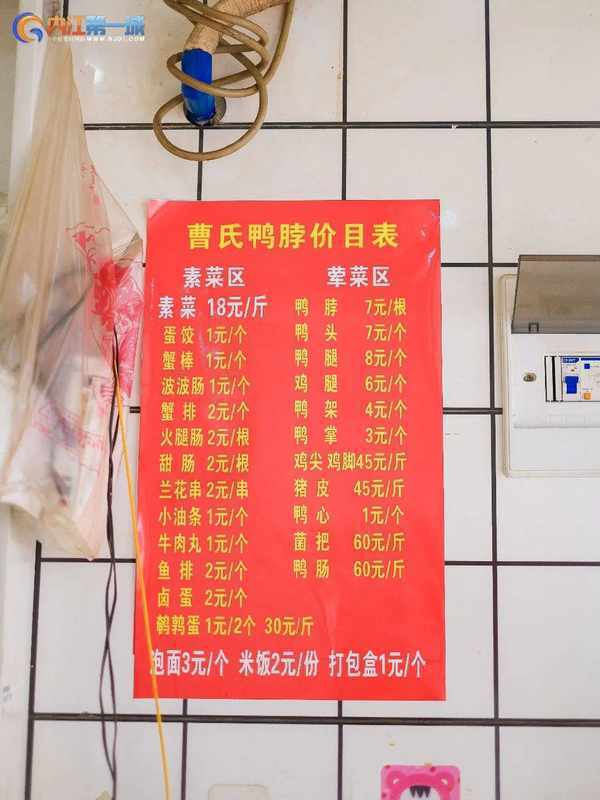 内江第一城
曹氏鸭脖价目表
素菜区
素菜 18元/斤
蛋饺 1元/个
蟹棒 1元/个
波波肠 1元/个
蟹排 2元/个
火腿肠 2元/根
甜肠 2元/根
兰花串 2元/串
小油条 1元/个
牛肉丸 1元/个
鱼排 2元/个
卤蛋 2元/个
鹌鹑蛋 1元/2个 30元/斤
荤菜区
鸭脖 7元/根
鸭头 7元/个
鸭腿 8元/个
鸡腿 6元/个
鸭架 4元/个
鸭掌 3元/个
鸡尖 鸡脚45元/斤
猪皮 45元/斤
鸭心 1元/个
菌把 60元/斤
鸭肠 60元/斤
泡面3元/个 米饭2元/份 打包盒1元/个